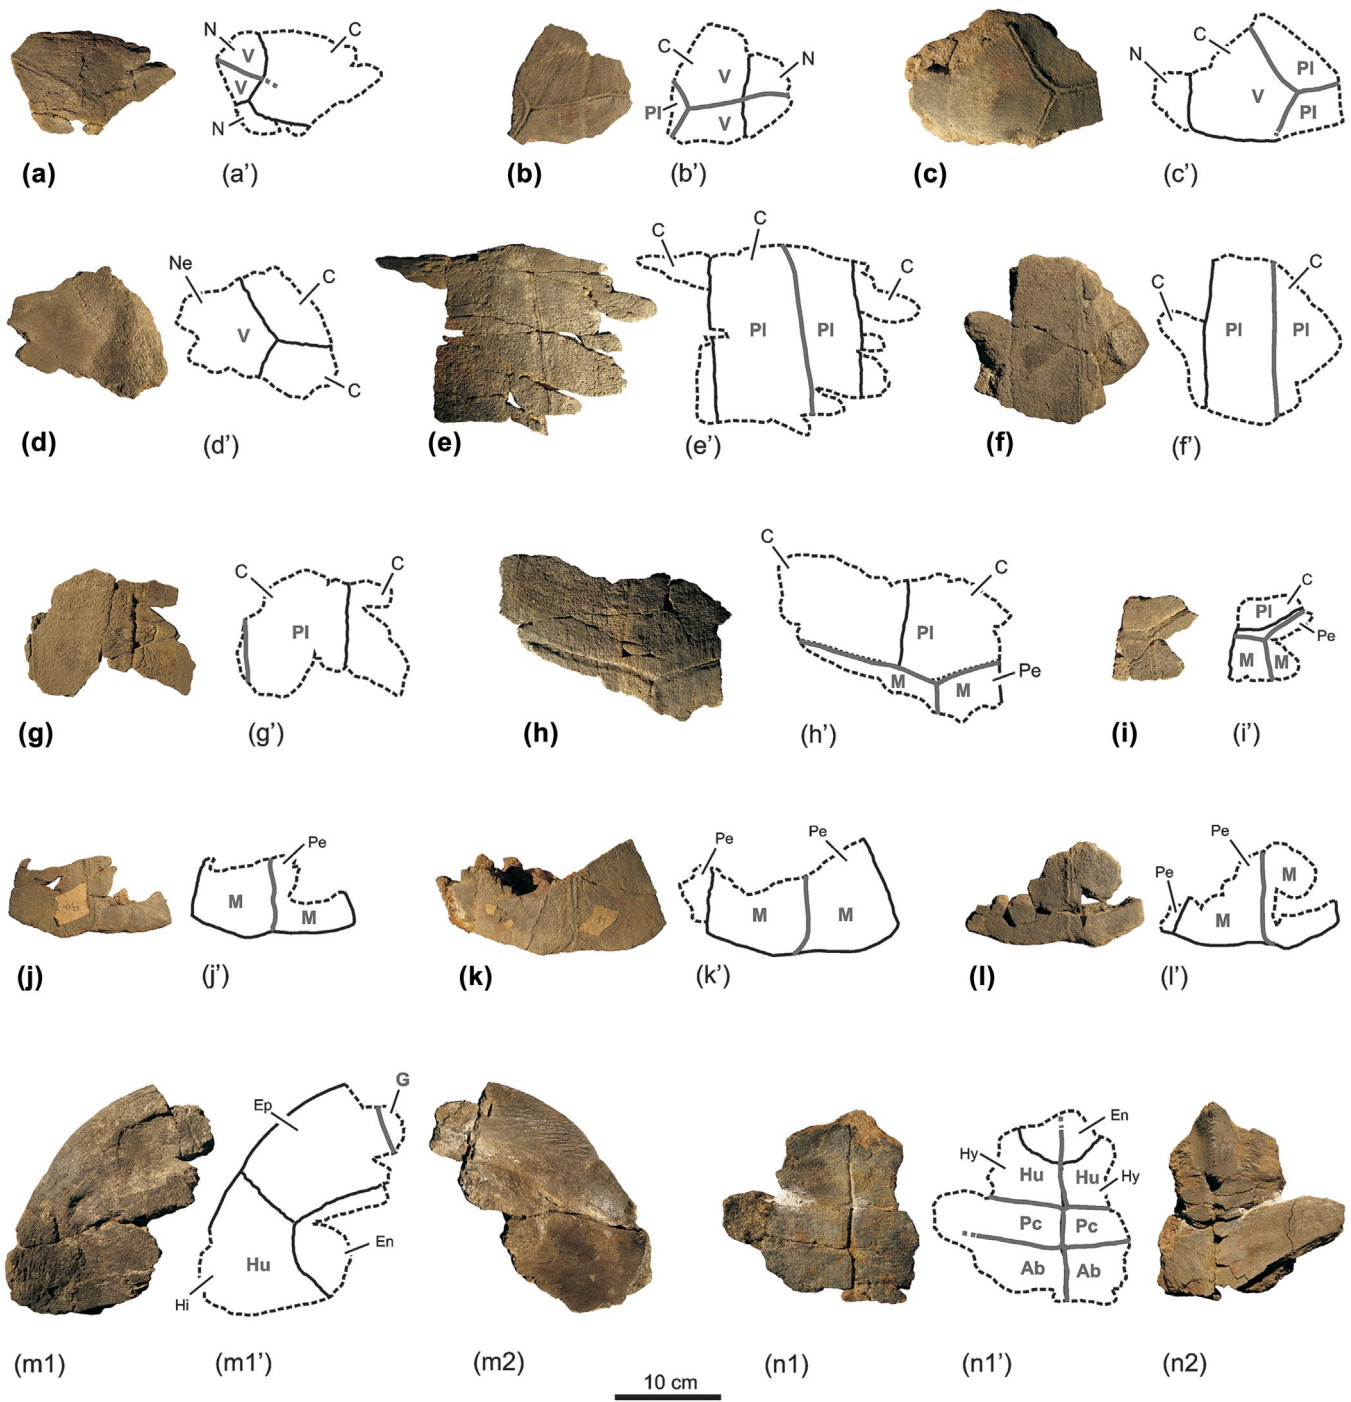 N V C
V
N
(a) (a’)
C V N
Pl V
(b) (b’)
N C Pl
V Pl
(c) (c’)
Ne C
V
C
(d) (d’)
C C C
Pl Pl
(e) (e’)
C C
Pl Pl
(f) (f’)
C C
Pl
(g) (g’)
C C
Pl
M M Pe
(h) (h’)
C
Pl
Pe
M M
(i) (i’)
Pe
M M
(j) (j’)
Pe Pe
M M
(k) (k’)
Pe Pe
M M
(l) (l’)
Ep G
Hu En
Hi
(m1) (m1’) (m2)
En
Hy Hu Hu Hy
Pc Pc
Ab Ab
(n1) (n1’) (n2)
10 cm